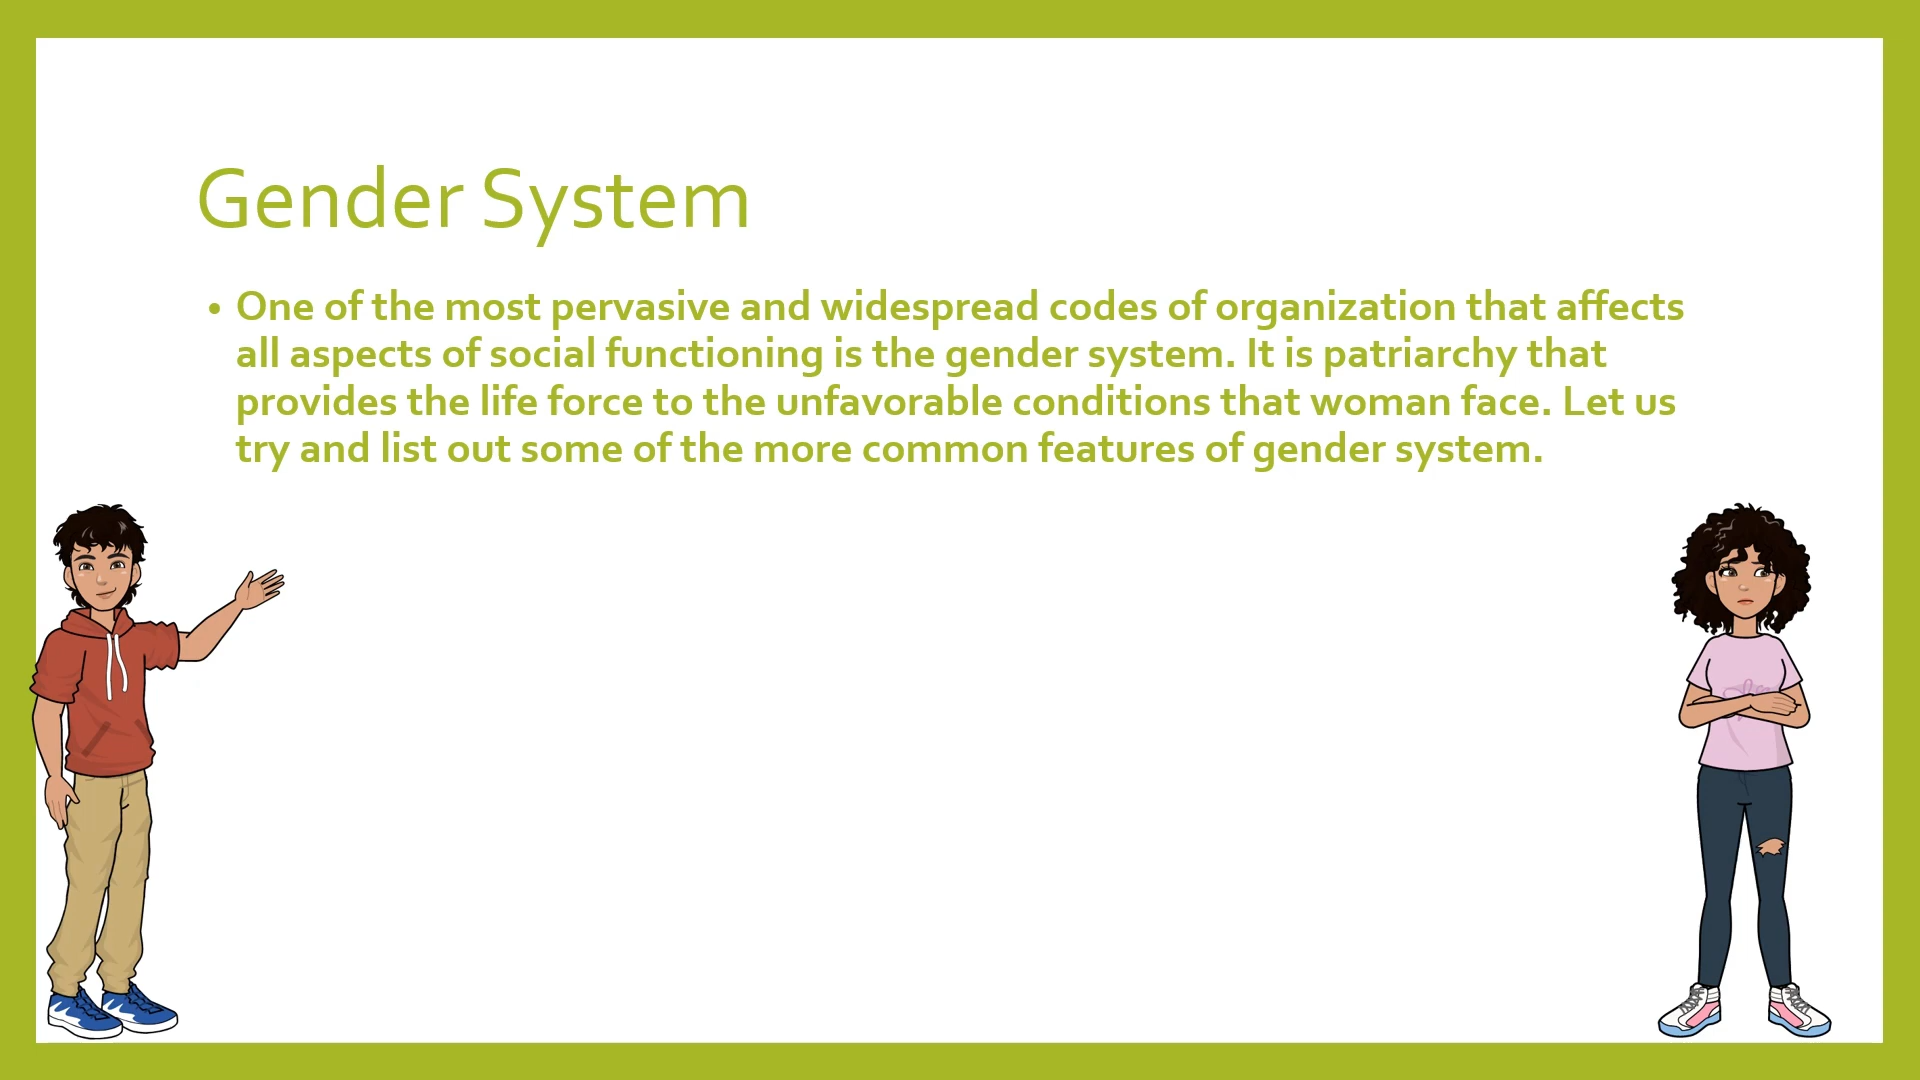 Gender System
• One of the most pervasive and widespread codes of organization that affects
all aspects of social functioning is the gender system. It is patriarchy that
provides the life force to the unfavorable conditions that woman face. Let us
try and list out some of the more common features of gender system.